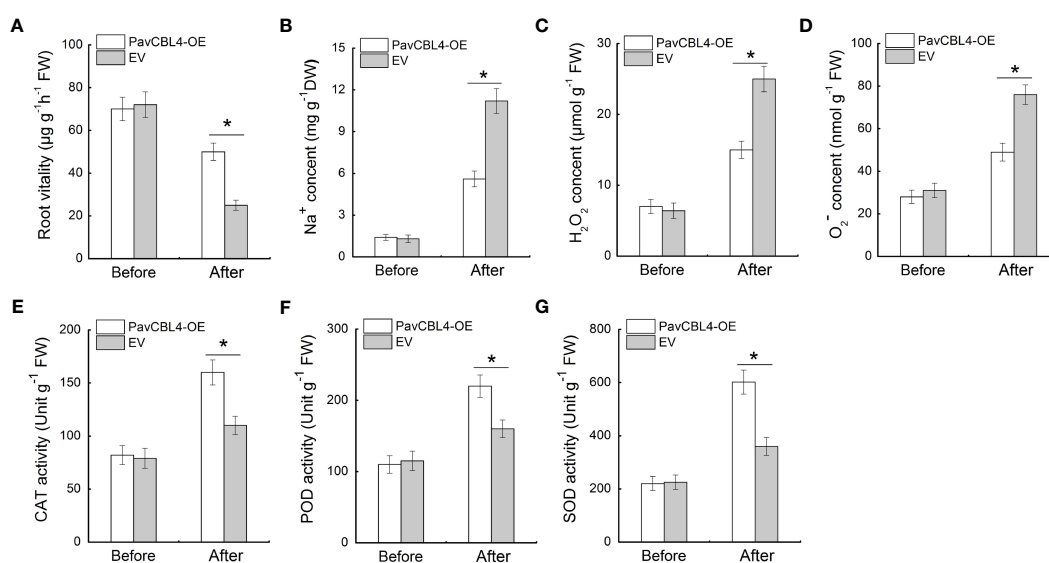 A
PavCBL4-OE
EV
Root vitality (μg g⁻¹h⁻¹ FW)
100
80
60
40
20
0
*
Before
After
B
PavCBL4-OE
EV
Na⁺ concent (mg g⁻¹DW)
15
12
9
6
3
0
*
Before
After
C
PavCBL4-OE
EV
H₂O₂ concent (μmol g⁻¹ FW)
30
20
10
0
*
Before
After
D
PavCBL4-OE
EV
O₂⁻ concent (nmol g⁻¹ FW)
100
80
60
40
20
0
*
Before
After
E
PavCBL4-OE
EV
CAT activity (Unit g⁻¹ FW)
200
150
100
50
0
*
Before
After
F
PavCBL4-OE
EV
POD activity (Unit g⁻¹ FW)
300
200
100
0
*
Before
After
G
PavCBL4-OE
EV
SOD activity (Unit g⁻¹ FW)
800
600
400
200
0
*
Before
After